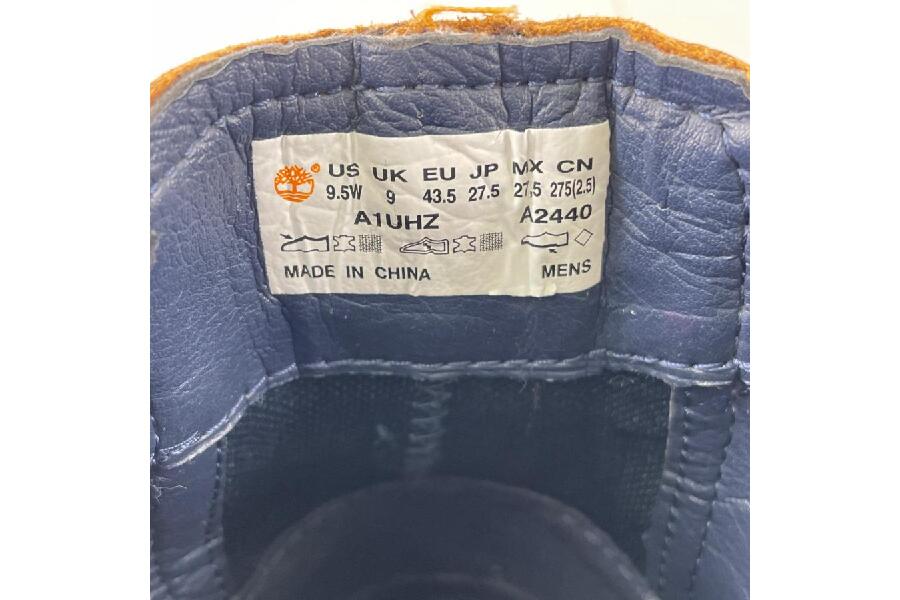 US UK EU JP MX CN
9.5W 9 43.5 27.5 27.5 275(2.5)
A1UHZ A2440
MADE IN CHINA MENS